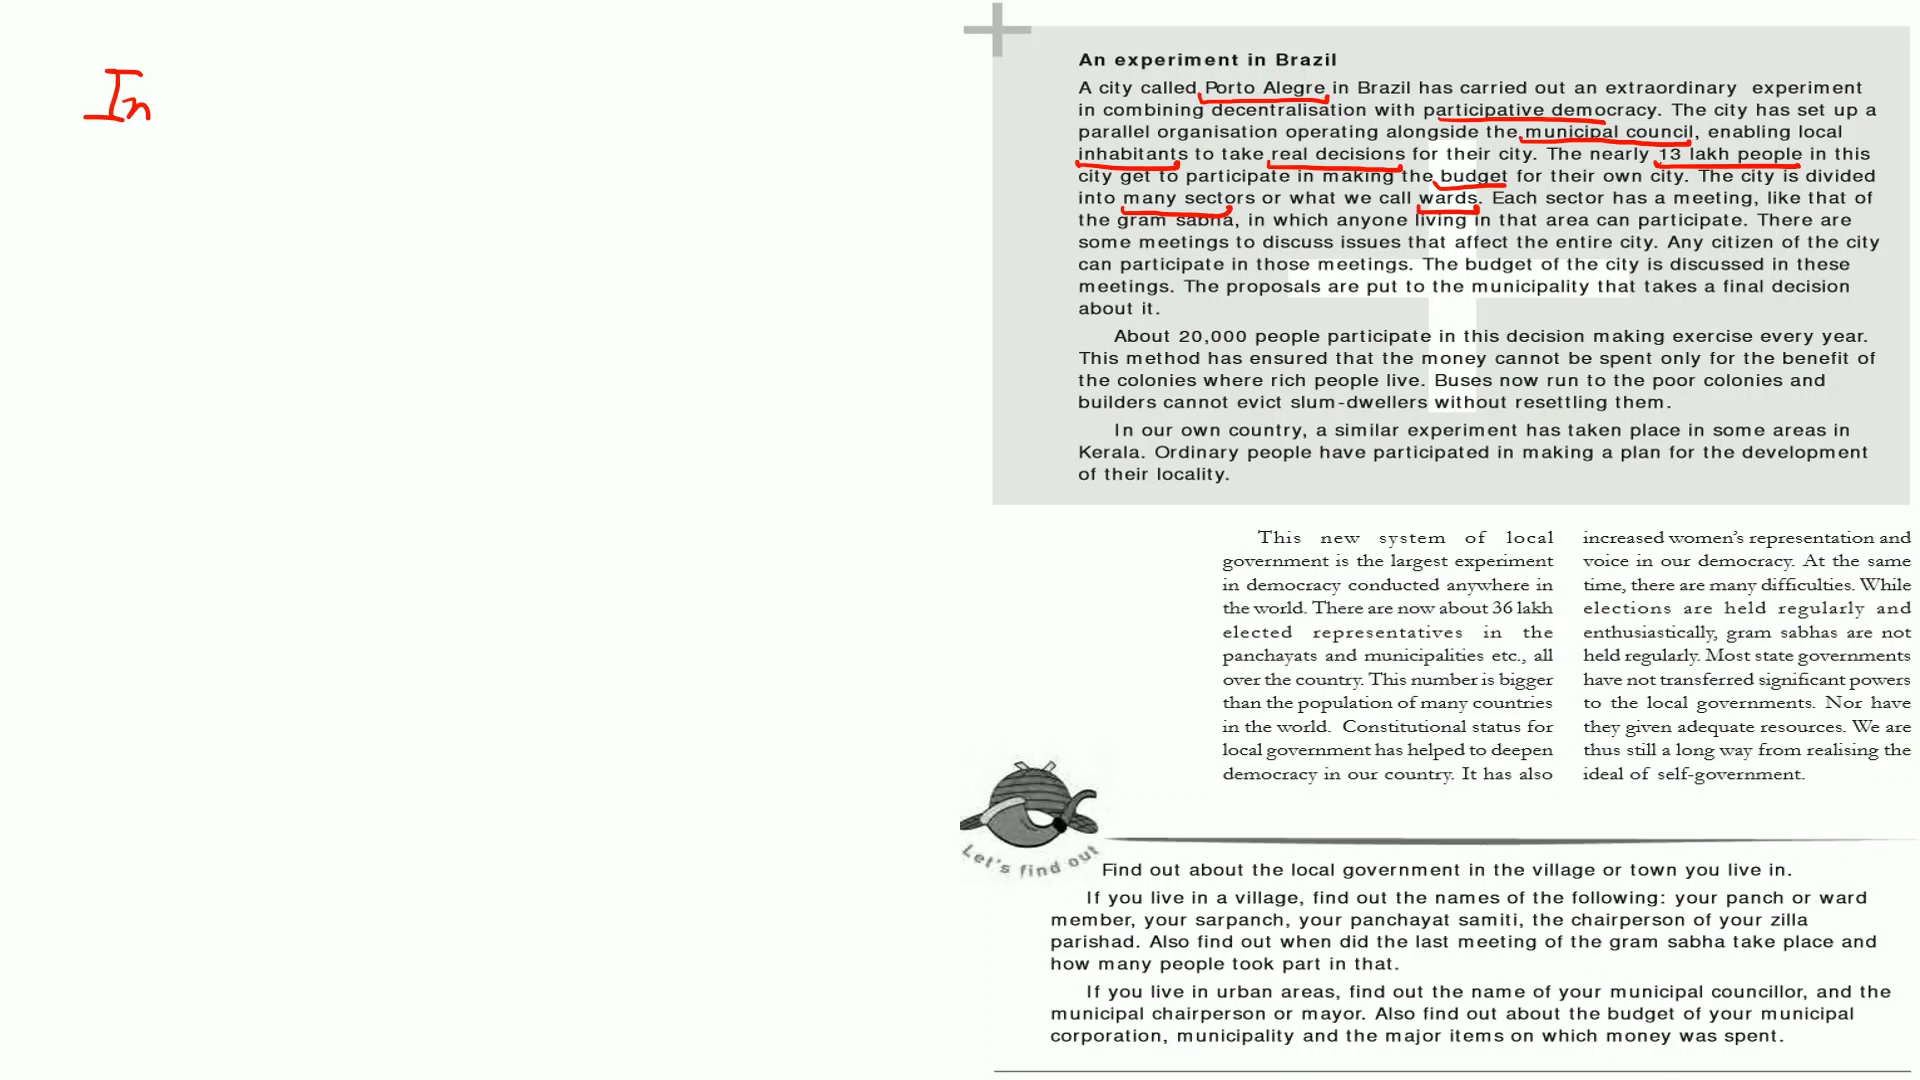 In
An experiment in Brazil
A city called Porto Alegre in Brazil has carried out an extraordinary experiment
in combining decentralisation with participative democracy. The city has set up a
parallel organisation operating alongside the municipal council, enabling local
inhabitants to take real decisions for their city. The nearly 13 lakh people in this
city get to participate in making the budget for their own city. The city is divided
into many sectors or what we call wards. Each sector has a meeting, like that of
the gram sabha, in which anyone living in that area can participate. There are
some meetings to discuss issues that affect the entire city. Any citizen of the city
can participate in those meetings. The budget of the city is discussed in these
meetings. The proposals are put to the municipality that takes a final decision
about it.
About 20,000 people participate in this decision making exercise every year.
This method has ensured that the money cannot be spent only for the benefit of
the colonies where rich people live. Buses now run to the poor colonies and
builders cannot evict slum-dwellers without resettling them.
In our own country, a similar experiment has taken place in some areas in
Kerala. Ordinary people have participated in making a plan for the development
of their locality.
This new system of local
government is the largest experiment
in democracy conducted anywhere in
the world. There are now about 36 lakh
elected representatives in the
panchayats and municipalities etc., all
over the country. This number is bigger
than the population of many countries
in the world. Constitutional status for
local government has helped to deepen
democracy in our country. It has also
increased women's representation and
voice in our democracy. At the same
time, there are many difficulties. While
elections are held regularly and
enthusiastically, gram sabhas are not
held regularly. Most state governments
have not transferred significant powers
to the local governments. Nor have
they given adequate resources. We are
thus still a long way from realising the
ideal of self-government.
Let's find out
Find out about the local government in the village or town you live in.
If you live in a village, find out the names of the following: your panch or ward
member, your sarpanch, your panchayat samiti, the chairperson of your zilla
parishad. Also find out when did the last meeting of the gram sabha take place and
how many people took part in that.
If you live in urban areas, find out the name of your municipal councillor, and the
municipal chairperson or mayor. Also find out about the budget of your municipal
corporation, municipality and the major items on which money was spent.